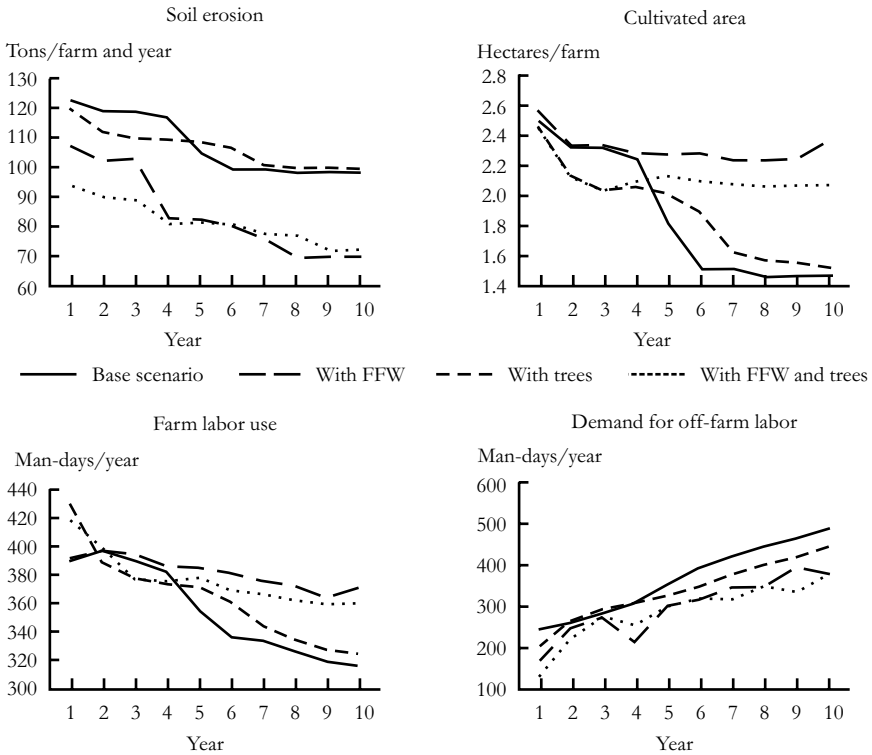 Soil erosion
Tons/farm and year
130
120
110
100
90
80
70
60
1 2 3 4 5 6 7 8 9 10
Year
Cultivated area
Hectares/farm
2.8
2.6
2.4
2.2
2.0
1.8
1.6
1.4
1 2 3 4 5 6 7 8 9 10
Year
Base scenario With FFW With trees With FFW and trees
Farm labor use
Man-days/year
440
420
400
380
360
340
320
300
1 2 3 4 5 6 7 8 9 10
Year
Demand for off-farm labor
Man-days/year
600
500
400
300
200
100
1 2 3 4 5 6 7 8 9 10
Year